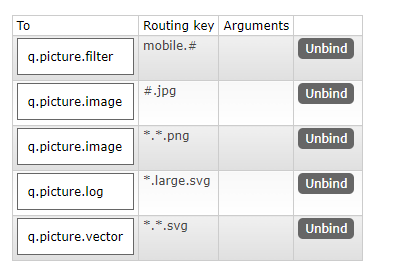 To Routing key Arguments
q.picture.filter mobile.# Unbind
q.picture.image #.jpg Unbind
q.picture.image *.*.png Unbind
q.picture.log *.large.svg Unbind
q.picture.vector *.*.svg Unbind